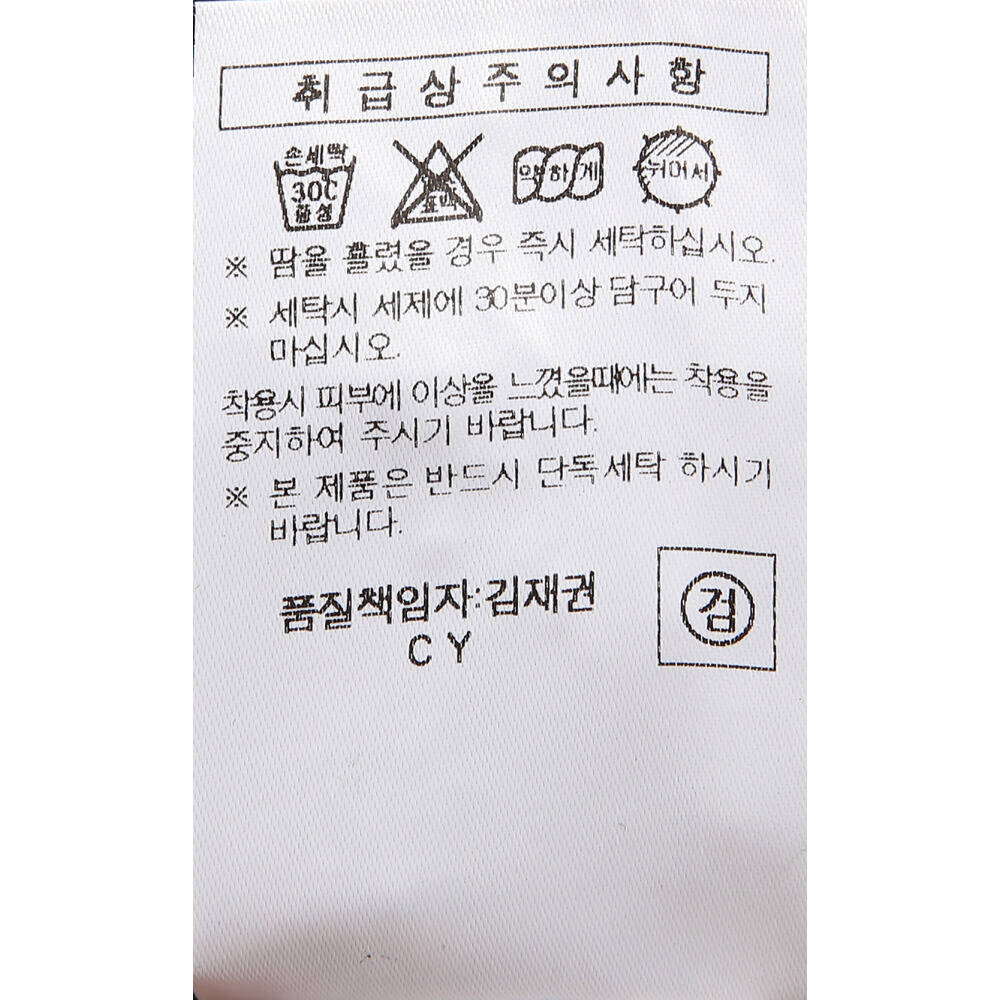 취급상주의사항
손세탁
30C
중성
표백
약하게
뉘어서
※ 땀을 흘렸을 경우 즉시 세탁하십시오.
※ 세탁시 세제에 30분이상 담구어 두지
마십시오.
착용시 피부에 이상을 느꼈을때에는 착용을
중지하여 주시기 바랍니다.
※ 본 제품은 반드시 단독세탁 하시기
바랍니다.
품질책임자:김재권
CY
검